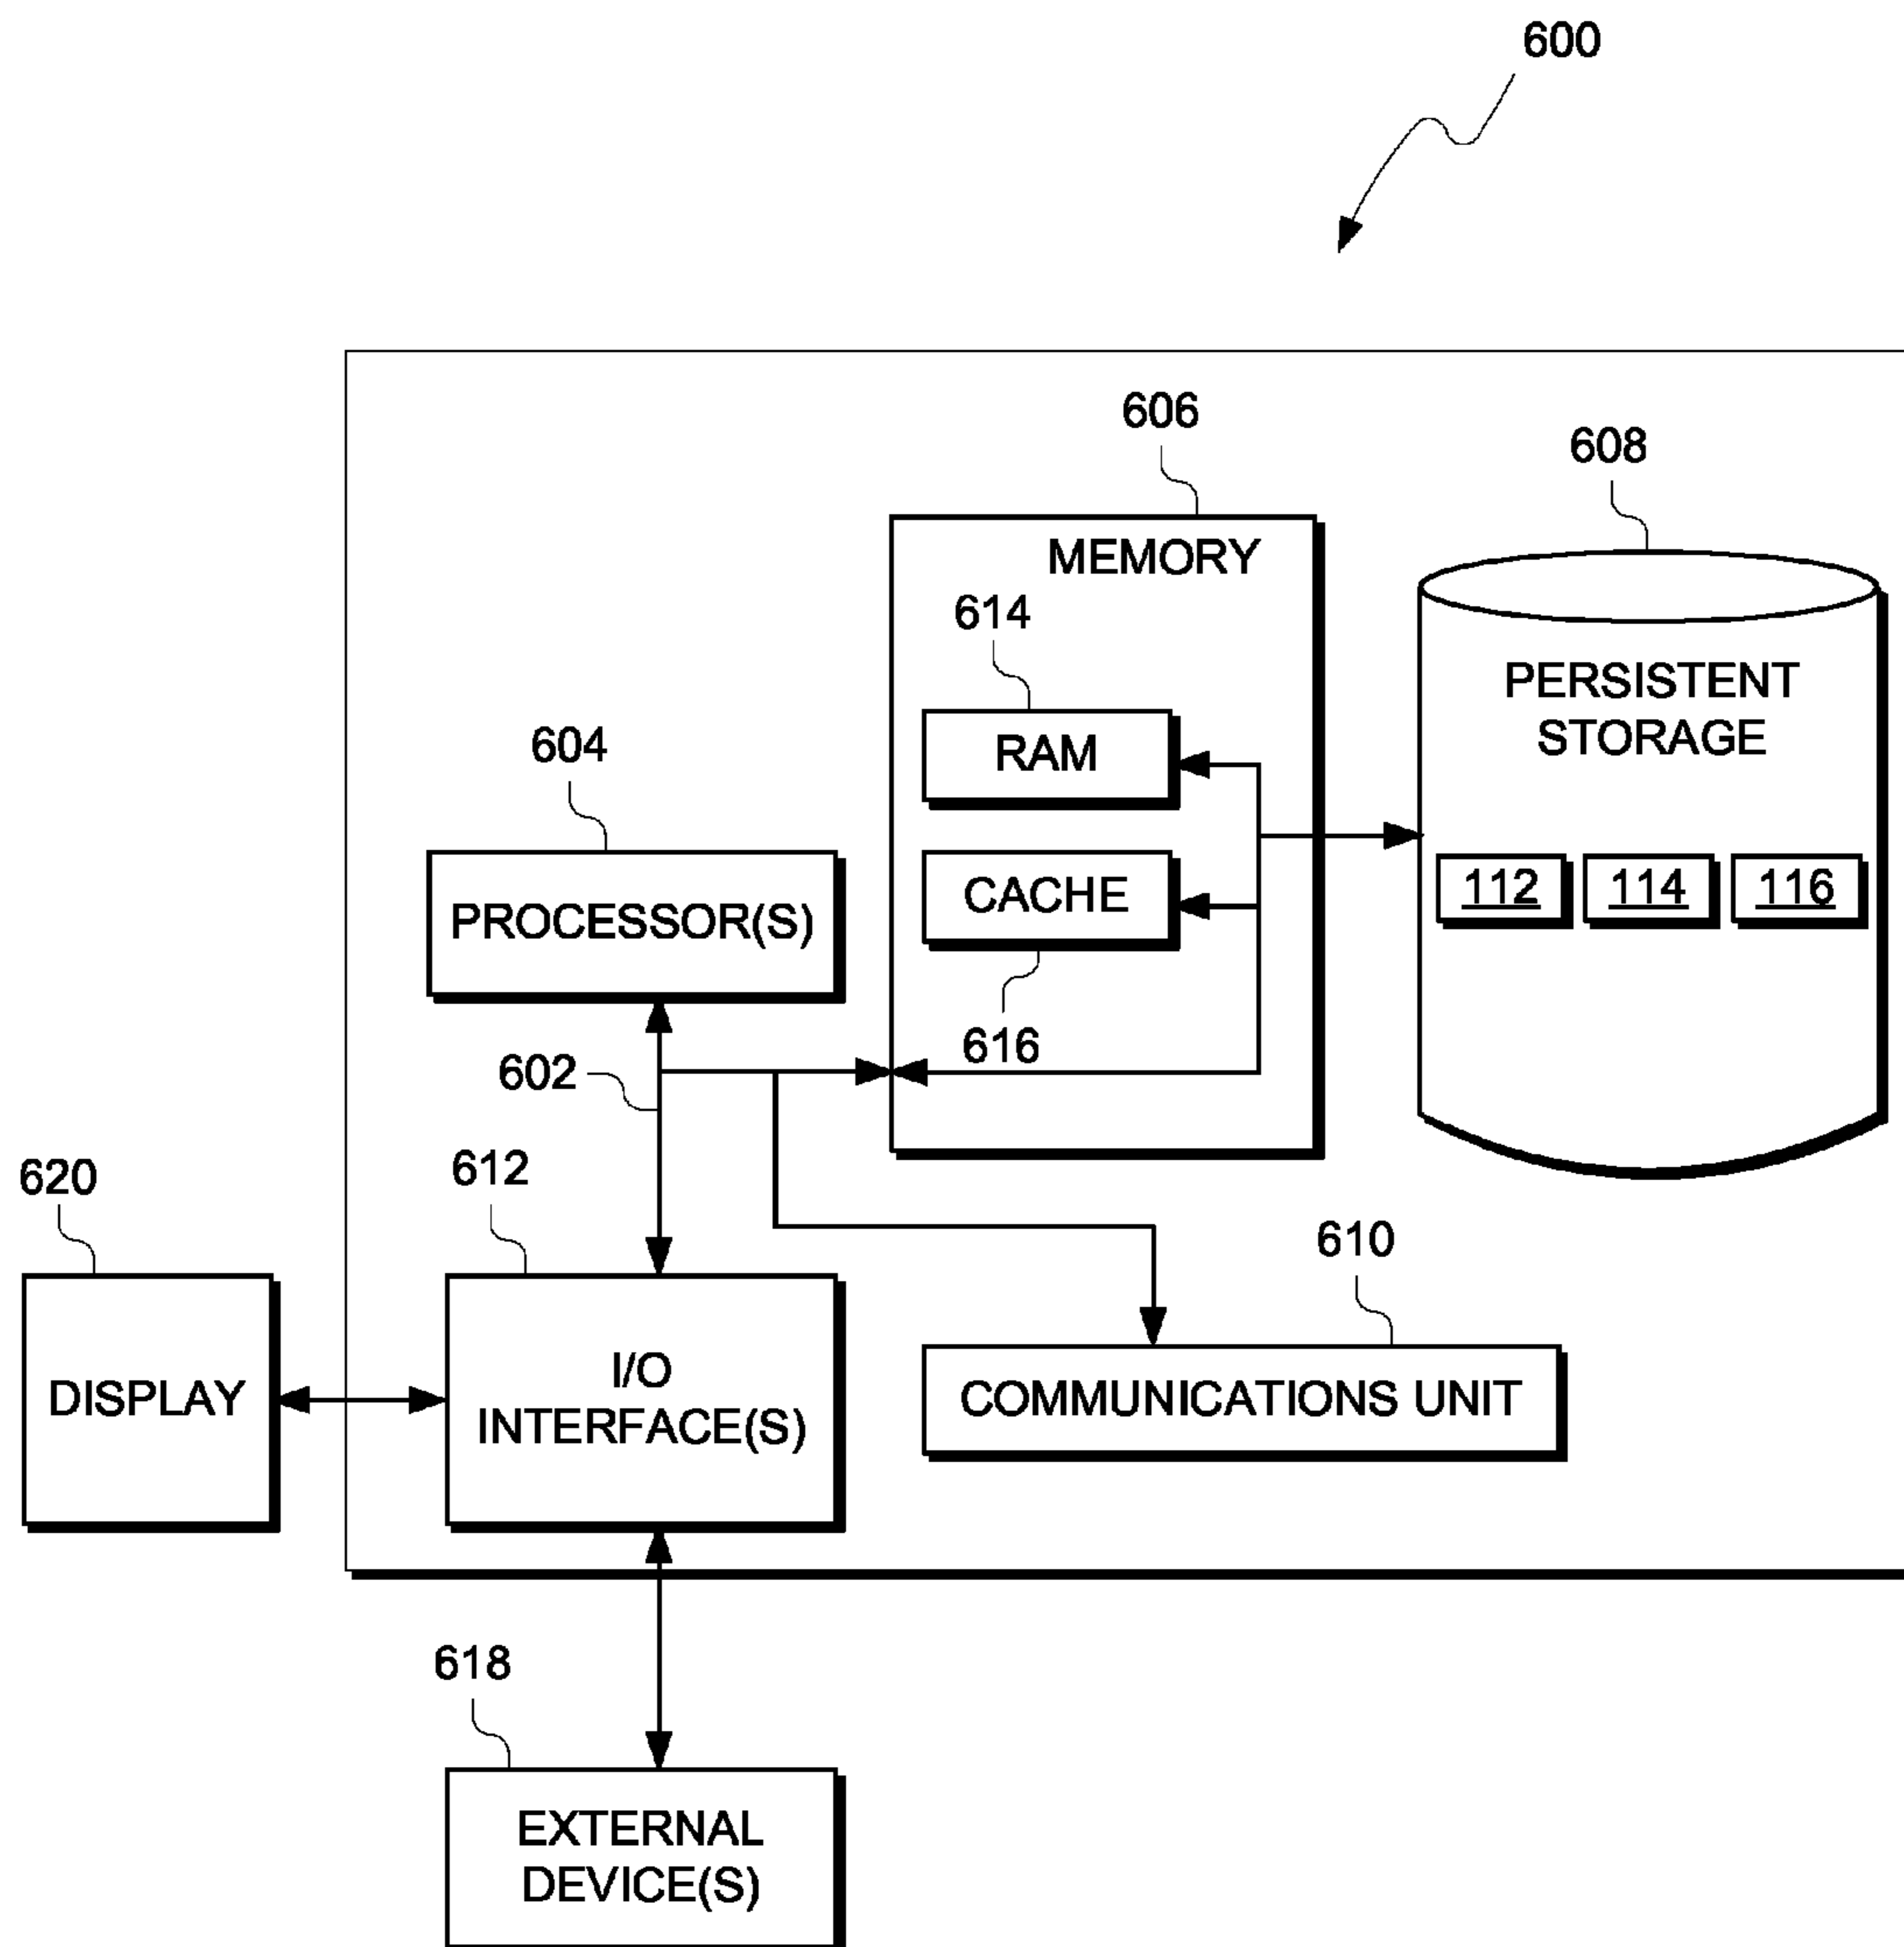 600
606
608
MEMORY
614
RAM
PERSISTENT
STORAGE
604
PROCESSOR(S)
CACHE
112 114 116
616
602
620
612
610
DISPLAY
I/O
INTERFACE(S)
COMMUNICATIONS UNIT
618
EXTERNAL
DEVICE(S)